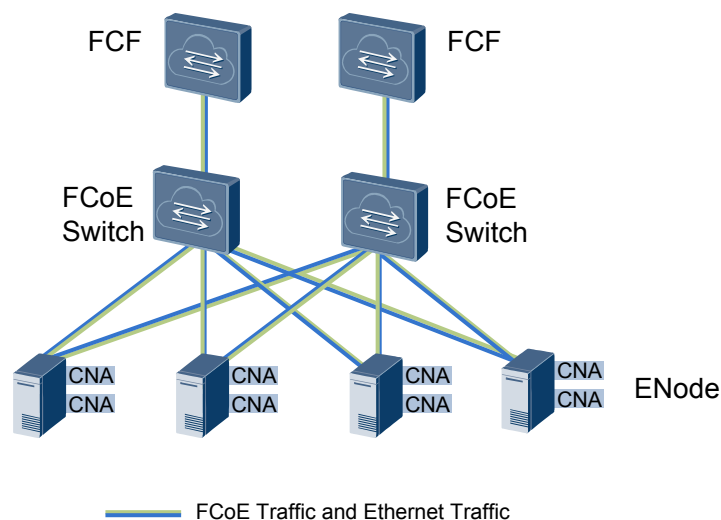 FCF
FCF
FCoE
Switch
FCoE
Switch
CNA
CNA
CNA
CNA
CNA
CNA
CNA
CNA
ENode
FCoE Traffic and Ethernet Traffic